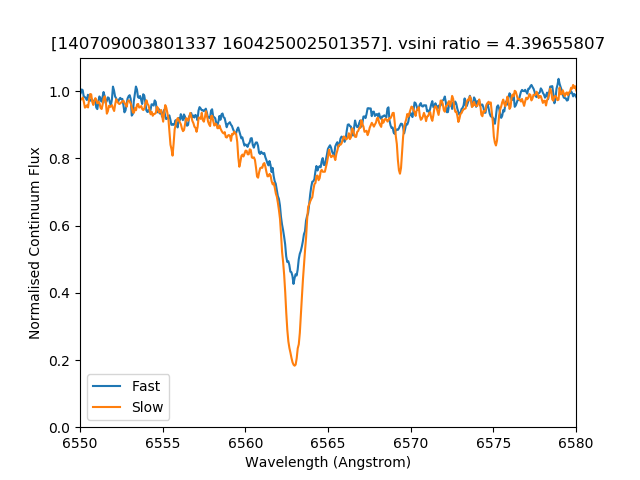 [140709003801337 160425002501357]. vsini ratio = 4.39655807
Normalised Continuum Flux
1.0
0.8
0.6
0.4
0.2
0.0
Fast
Slow
6550 6555 6560 6565 6570 6575 6580
Wavelength (Angstrom)